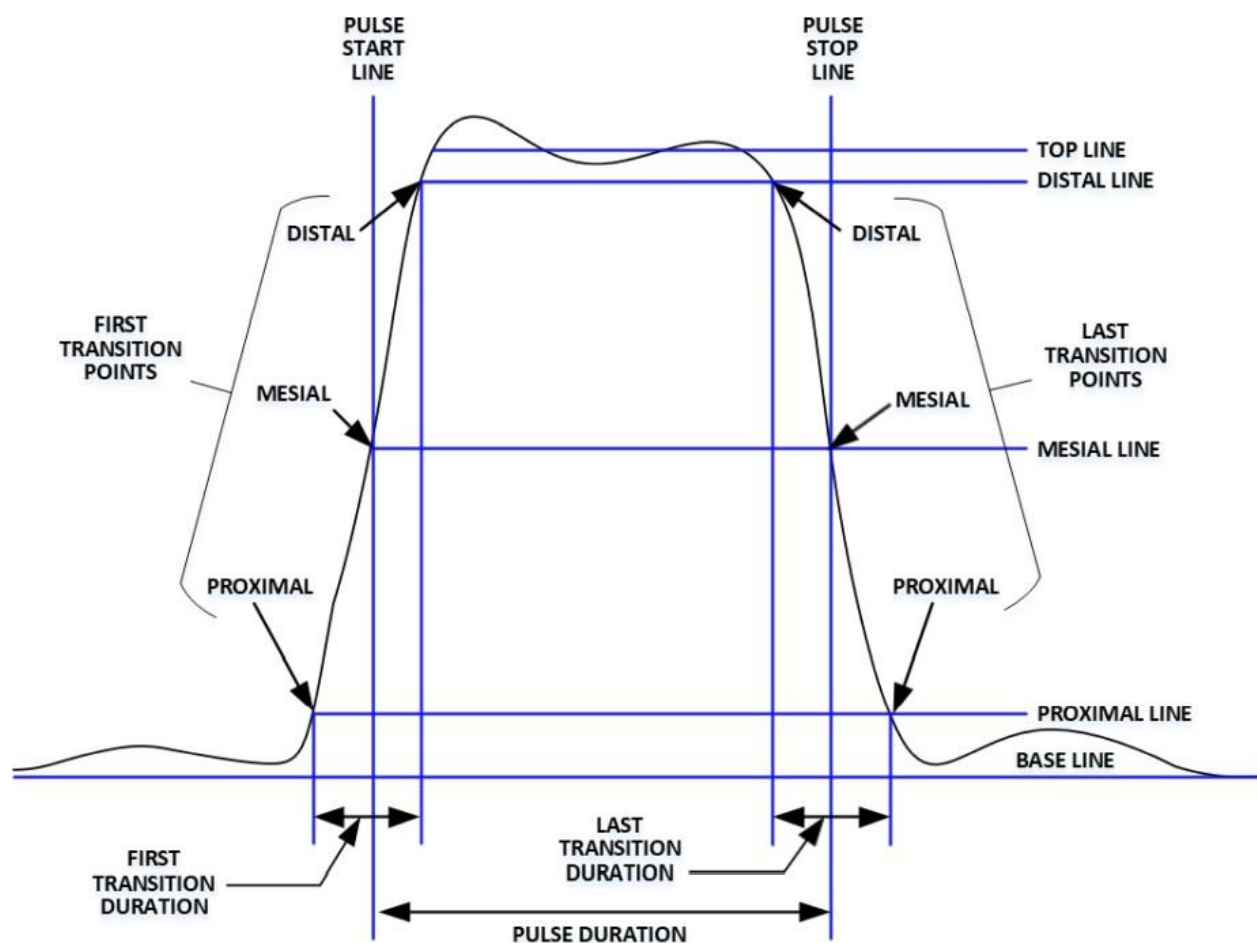 PULSE
START
LINE
PULSE
STOP
LINE
TOP LINE
DISTAL LINE
DISTAL
DISTAL
FIRST
TRANSITION
POINTS
LAST
TRANSITION
POINTS
MESIAL
MESIAL
MESIAL LINE
PROXIMAL
PROXIMAL
PROXIMAL LINE
BASE LINE
FIRST
TRANSITION
DURATION
LAST
TRANSITION
DURATION
PULSE DURATION